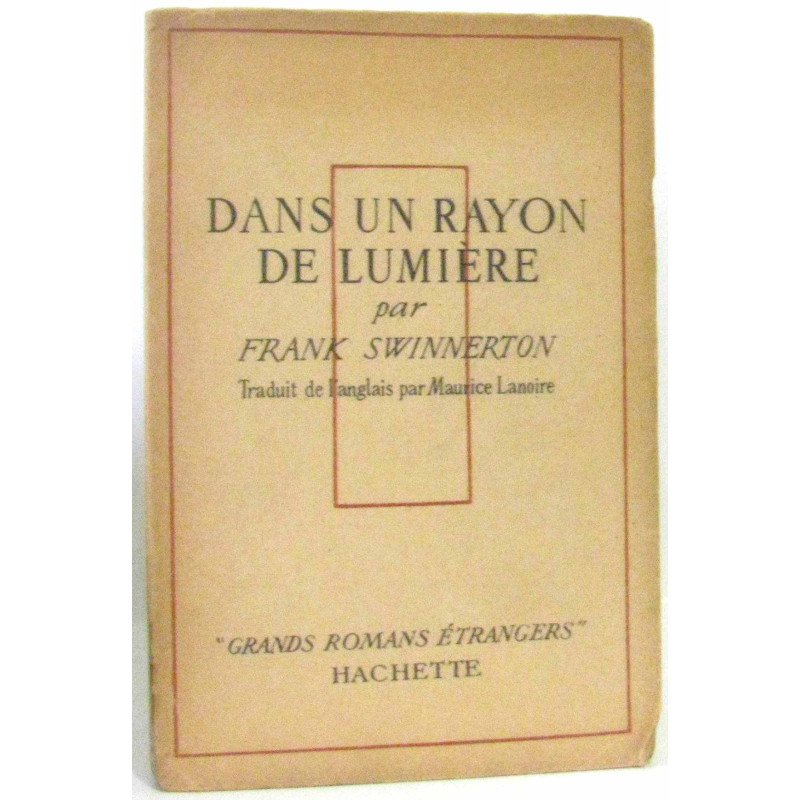 DANS UN RAYON
DE LUMIÈRE
par
FRANK SWINNERTON
Traduit de l'anglais par Maurice Lanoire
"GRANDS ROMANS ÉTRANGERS"
HACHETTE